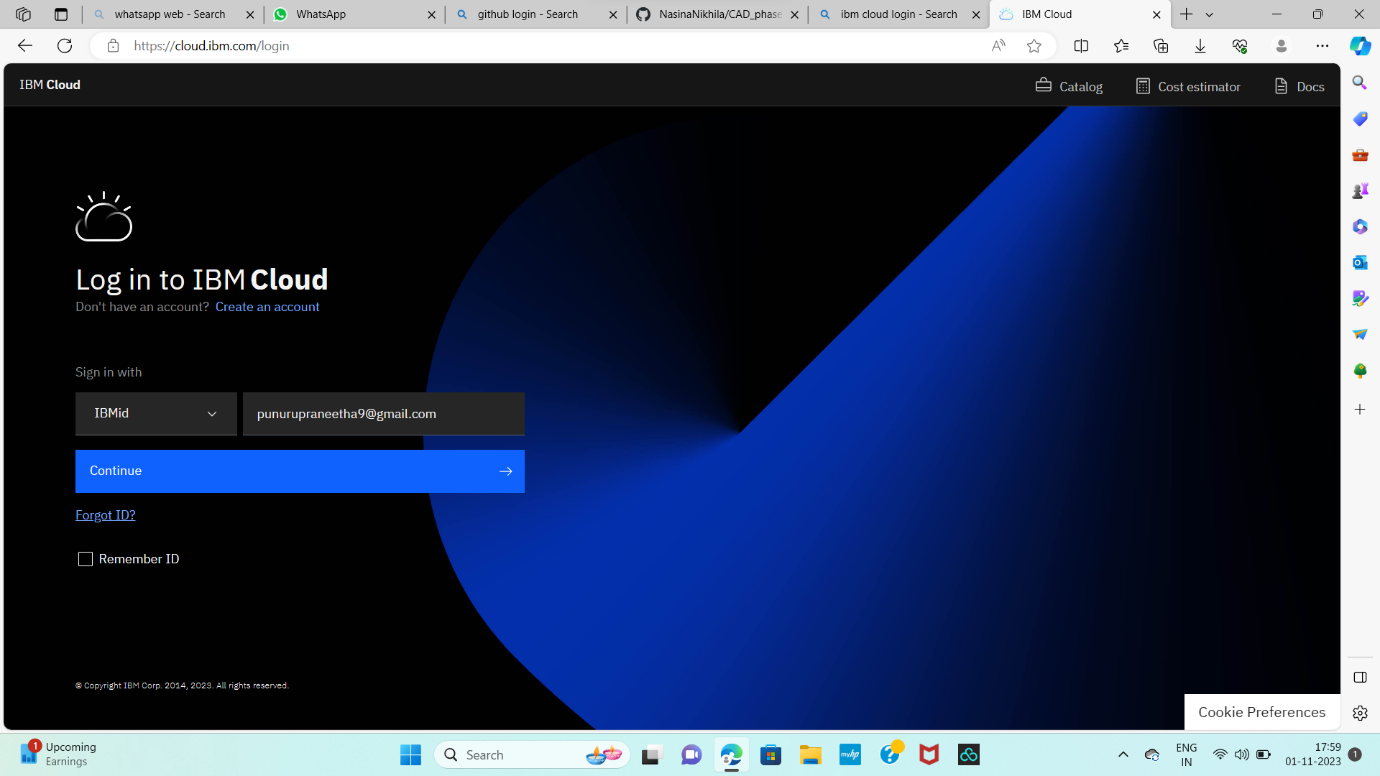 whatsapp web - Search
WhatsApp
github login - Search
NasinaNikhila/CAD_phase
ibm cloud login - Search
IBM Cloud
https://cloud.ibm.com/login
IBM Cloud
Catalog
Cost estimator
Docs
Log in to IBM Cloud
Don't have an account? Create an account
Sign in with
IBMid
punurupraneetha9@gmail.com
Continue
Forgot ID?
Remember ID
© Copyright IBM Corp. 2014, 2023. All rights reserved.
Cookie Preferences
1
Upcoming
Earnings
Search
myhp
ENG
IN
17:59
01-11-2023
1